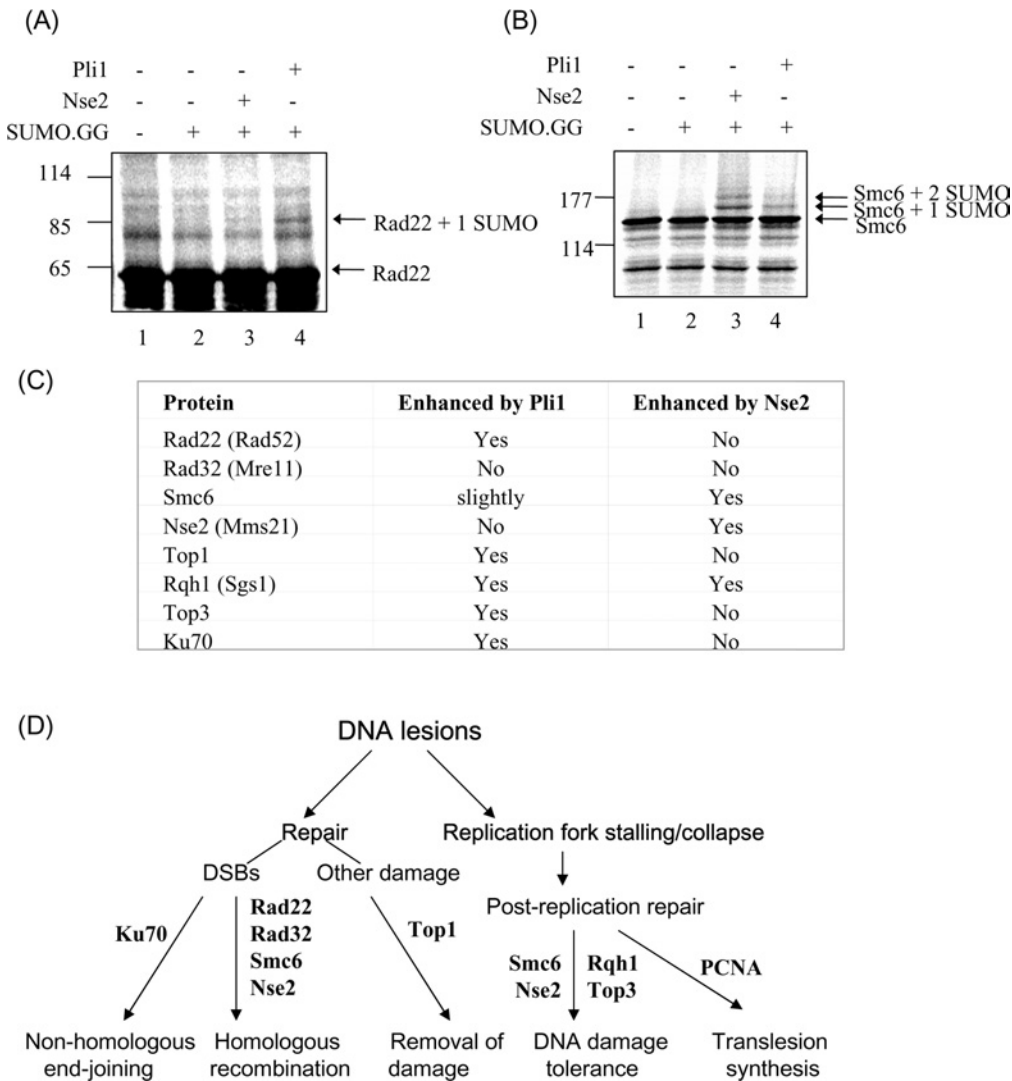 (A)
Pli1 - - - +
Nse2 - - + -
SUMO.GG - + + +
114
85
65
Rad22 + 1 SUMO
Rad22
1 2 3 4
(B)
Pli1 - - - +
Nse2 - - + -
SUMO.GG - + + +
177
114
Smc6 + 2 SUMO
Smc6 + 1 SUMO
Smc6
1 2 3 4
(C)
Protein Enhanced by Pli1 Enhanced by Nse2
Rad22 (Rad52) Yes No
Rad32 (Mre11) No No
Smc6 slightly Yes
Nse2 (Mms21) No Yes
Top1 Yes No
Rqh1 (Sgs1) Yes Yes
Top3 Yes No
Ku70 Yes No
(D)
DNA lesions
Repair
Replication fork stalling/collapse
DSBs
Other damage
Post-replication repair
Ku70
Rad22
Rad32
Smc6
Nse2
Top1
Smc6
Nse2
Rqh1
Top3
PCNA
Non-homologous
end-joining
Homologous
recombination
Removal of
damage
DNA damage
tolerance
Translesion
synthesis